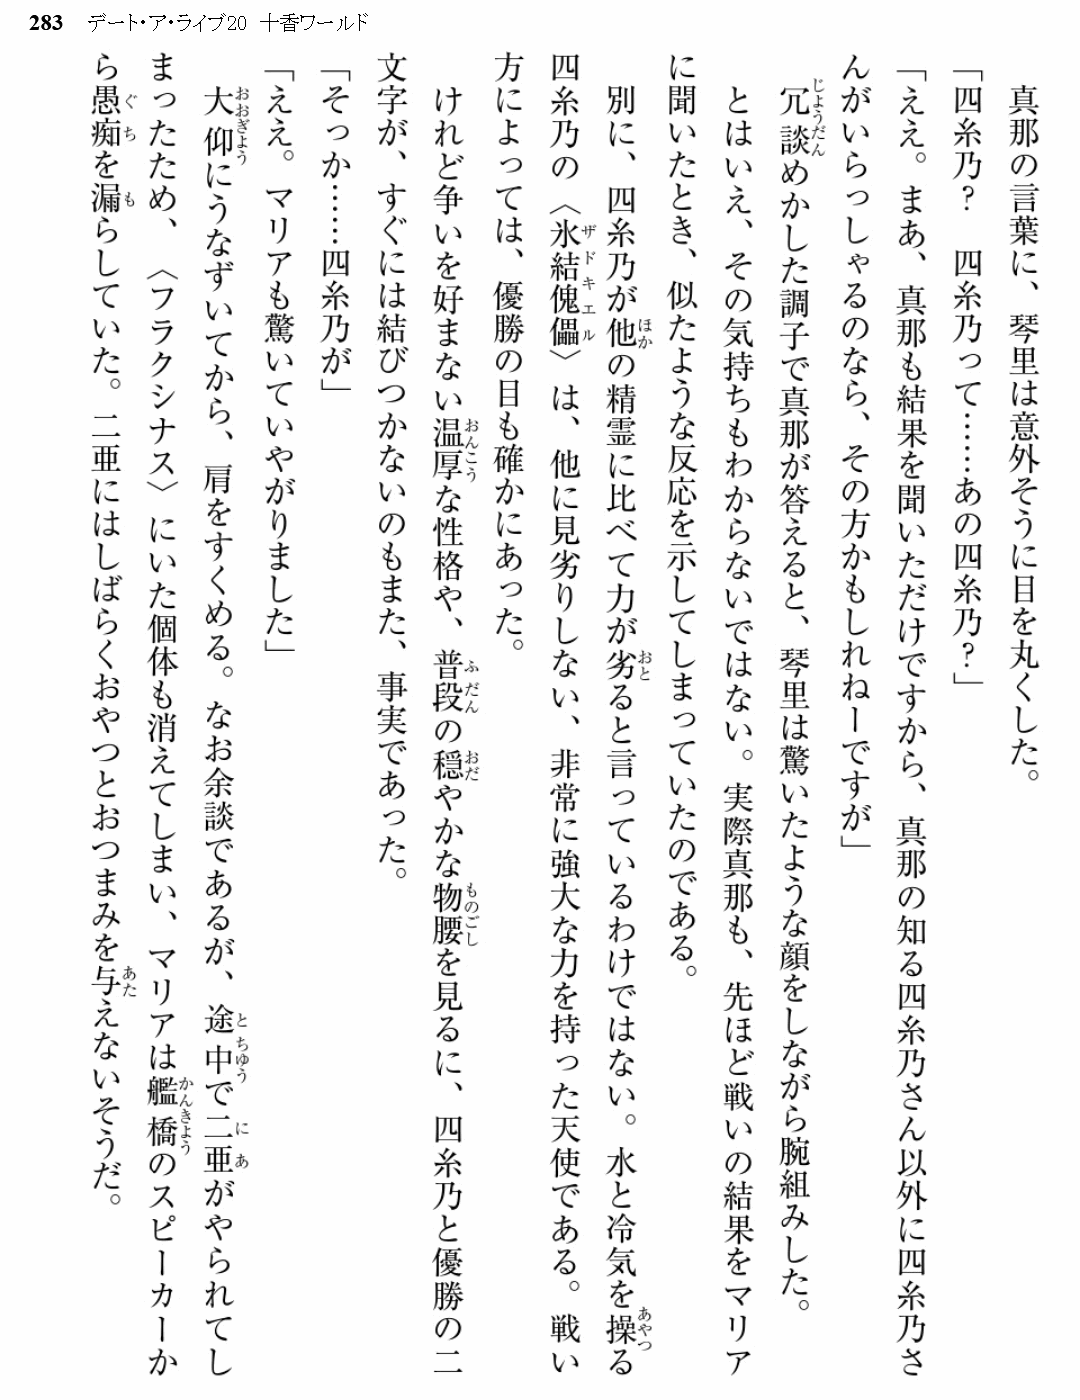 283 デート・ア・ライブ20 十香ワールド
真那の言葉に、琴里は意外そうに目を丸くした。
「四糸乃? 四糸乃って……あの四糸乃?」
「ええ。まあ、真那も結果を聞いただけですから、真那の知る四糸乃さん以外に四糸乃さ
んがいらっしゃるのなら、その方かもしれねーですが」
冗談めかした調子で真那が答えると、琴里は驚いたような顔をしながら腕組みした。
とはいえ、その気持ちもわからないではない。実際真那も、先ほど戦いの結果をマリア
に聞いたとき、似たような反応を示してしまっていたのである。
別に、四糸乃が他の精霊に比べて力が劣ると言っているわけではない。水と冷気を操る
四糸乃の〈氷結傀儡〉は、他に見劣りしない、非常に強大な力を持った天使である。戦い
方によっては、優勝の目も確かにあった。
けれど争いを好まない温厚な性格や、普段の穏やかな物腰を見るに、四糸乃と優勝の二
文字が、すぐには結びつかないのもまた、事実であった。
「そっか……四糸乃が」
「ええ。マリアも驚いていやがりました」
大仰にうなずいてから、肩をすくめる。なお余談であるが、途中で二亜がやられてし
まったため、〈フラクシナス〉にいた個体も消えてしまい、マリアは艦橋のスピーカーか
ら愚痴を漏らしていた。二亜にはしばらくおやつとおつまみを与えないそうだ。